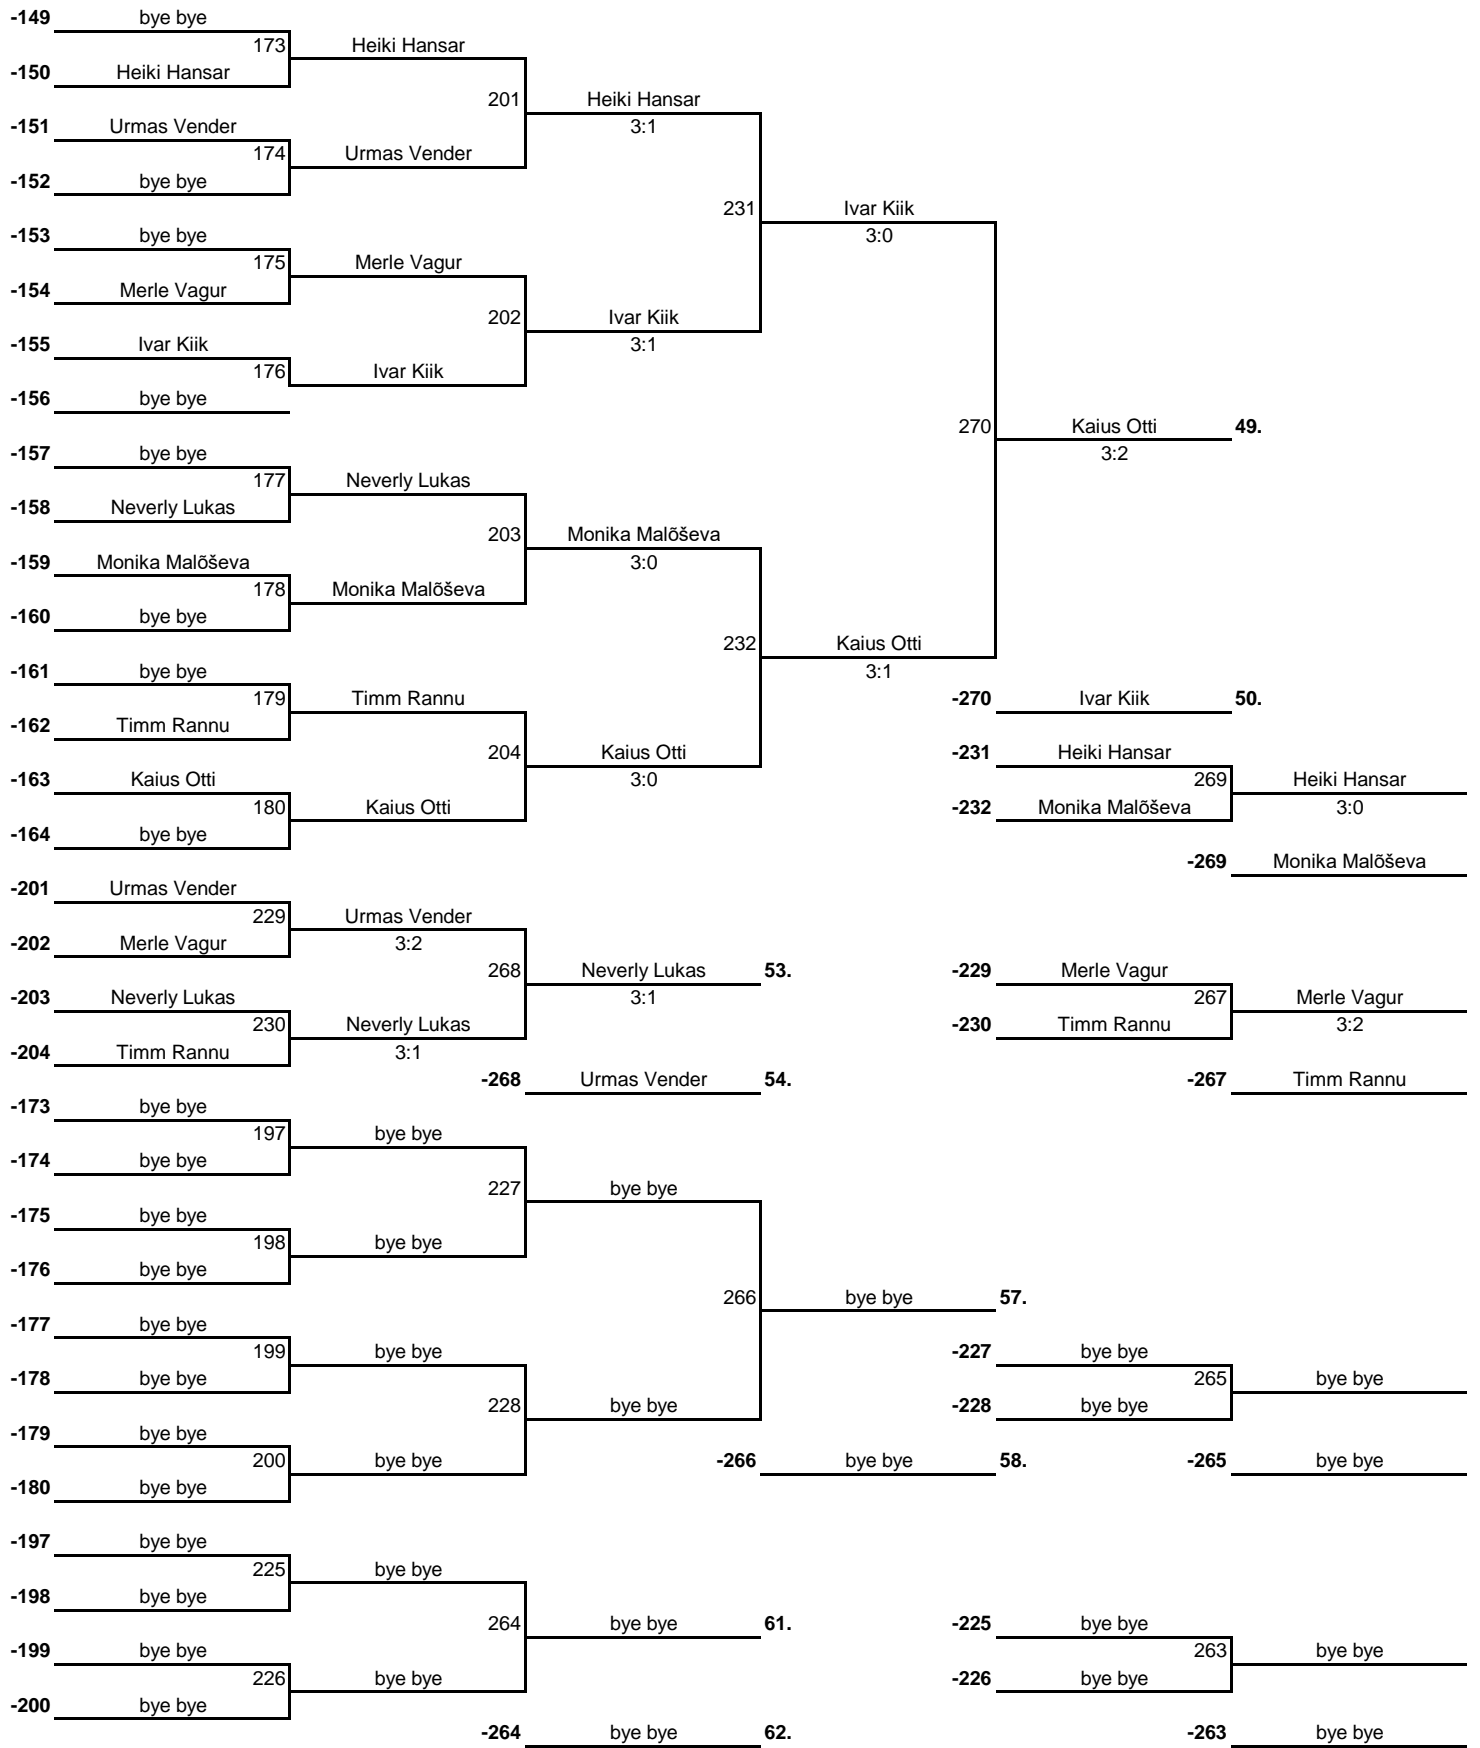 -149 bye bye
173 Heiki Hansar
-150 Heiki Hansar
201 Heiki Hansar
-151 Urmas Vender 3:1
174 Urmas Vender
-152 bye bye
231 Ivar Kiik
-153 bye bye 3:0
175 Merle Vagur
-154 Merle Vagur
202 Ivar Kiik
-155 Ivar Kiik 3:1
176 Ivar Kiik
-156 bye bye
270 Kaius Otti 49.
-157 bye bye 3:2
177 Neverly Lukas
-158 Neverly Lukas
203 Monika Malõševa
-159 Monika Malõševa 3:0
178 Monika Malõševa
-160 bye bye
232 Kaius Otti
-161 bye bye 3:1
179 Timm Rannu -270 Ivar Kiik 50.
-162 Timm Rannu
204 Kaius Otti -231 Heiki Hansar
-163 Kaius Otti 3:0 269 Heiki Hansar
180 Kaius Otti -232 Monika Malõševa 3:0
-164 bye bye
-269 Monika Malõševa
-201 Urmas Vender
229 Urmas Vender
-202 Merle Vagur 3:2
268 Neverly Lukas 53. -229 Merle Vagur
-203 Neverly Lukas 3:1 267 Merle Vagur
230 Neverly Lukas -230 Timm Rannu 3:2
-204 Timm Rannu 3:1
-268 Urmas Vender 54. -267 Timm Rannu
-173 bye bye
197 bye bye
-174 bye bye
227 bye bye
-175 bye bye
198 bye bye
-176 bye bye
266 bye bye 57.
-177 bye bye
199 bye bye -227 bye bye
-178 bye bye 265 bye bye
228 bye bye -228 bye bye
-179 bye bye
200 bye bye -266 bye bye 58. -265 bye bye
-180 bye bye
-197 bye bye
225 bye bye
-198 bye bye
264 bye bye 61. -225 bye bye
-199 bye bye 263 bye bye
226 bye bye -226 bye bye
-200 bye bye
-264 bye bye 62. -263 bye bye